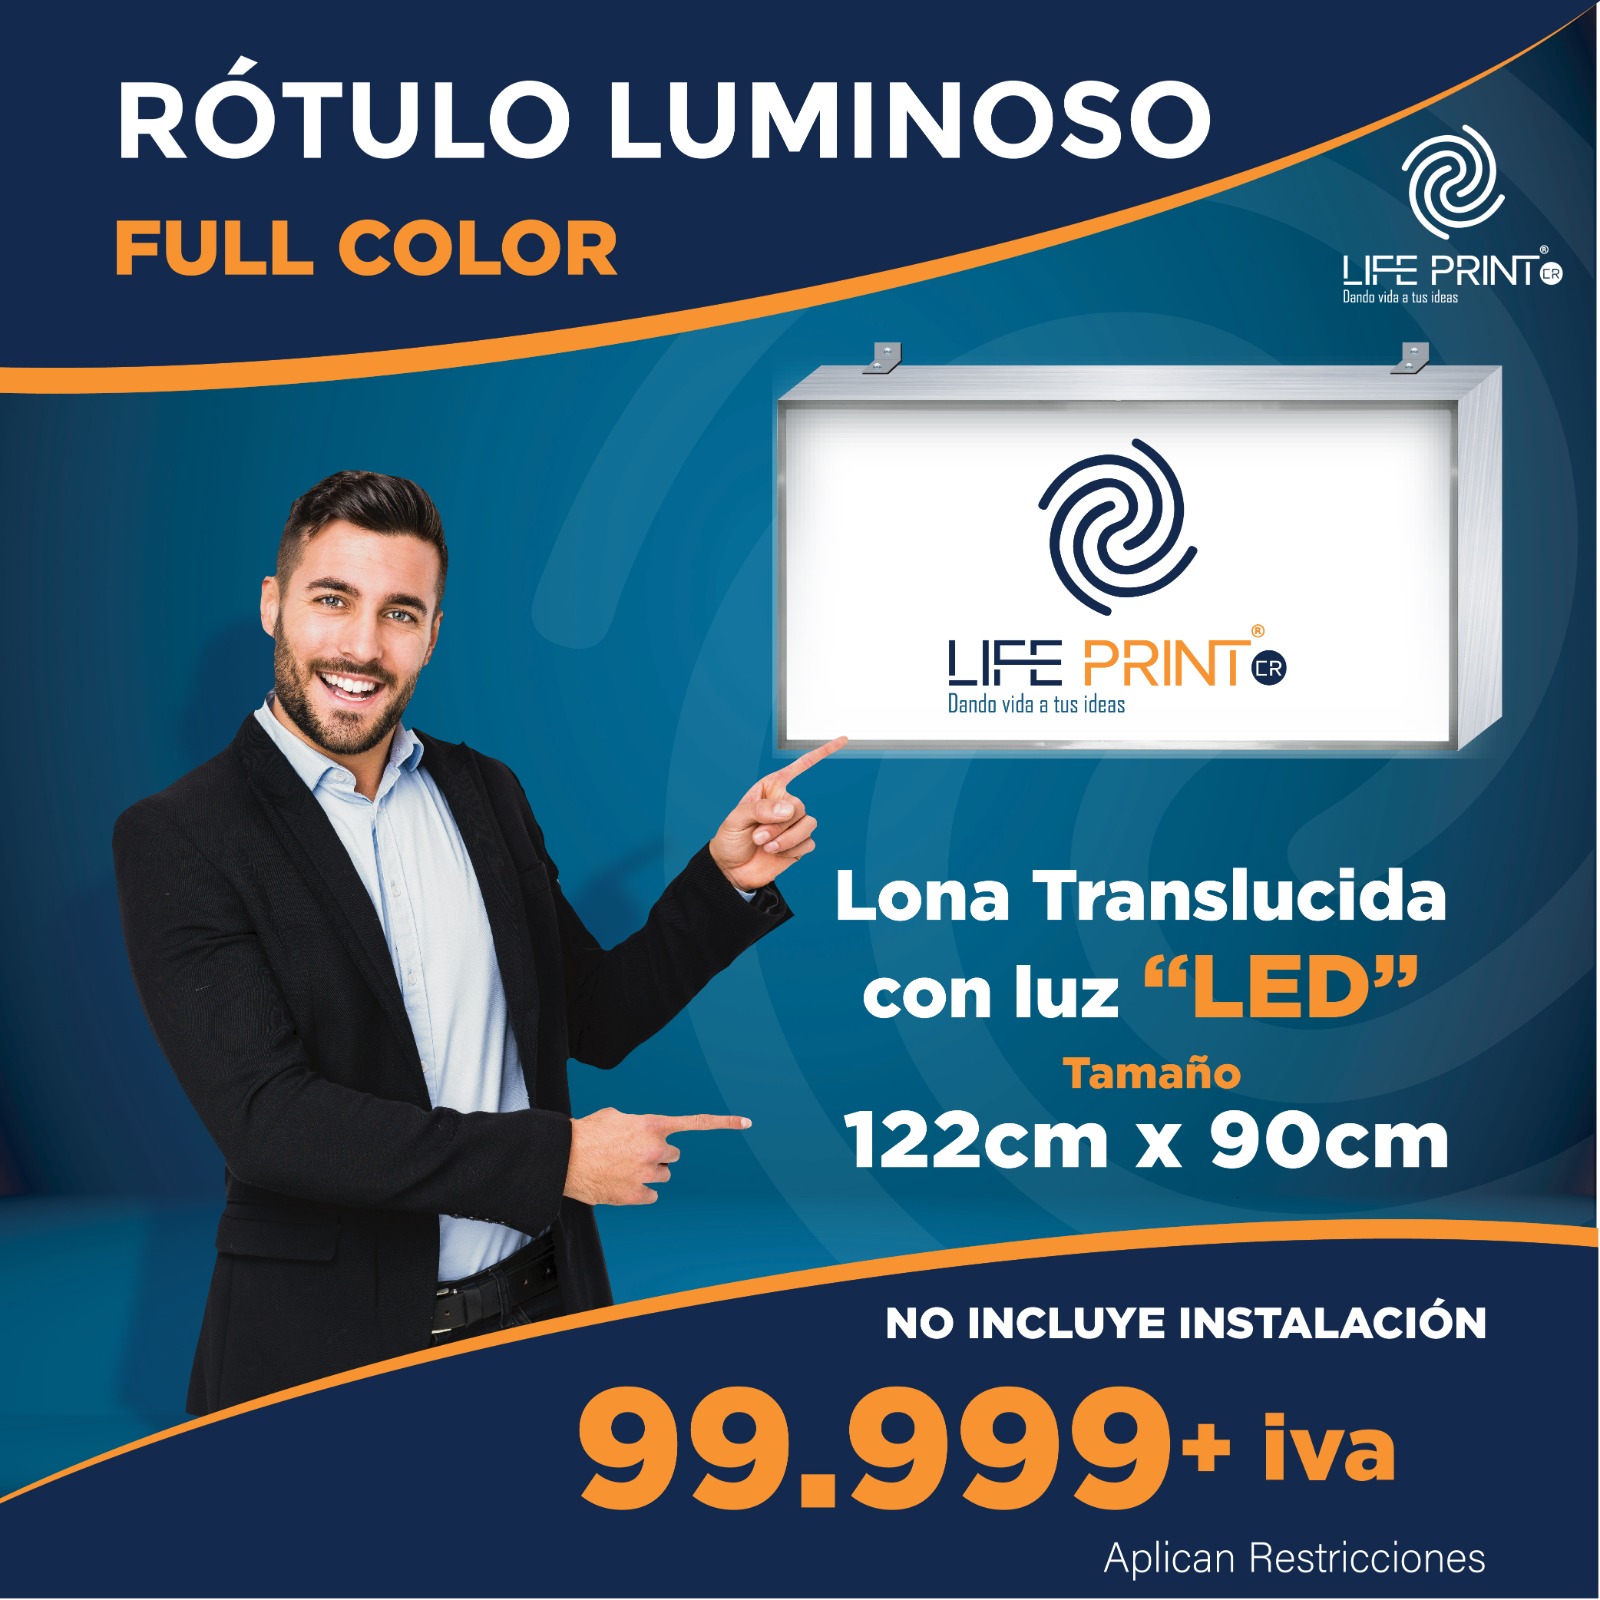 RÓTULO LUMINOSO
FULL COLOR
LIFE PRINT® CR
Dando vida a tus ideas
LIFE PRINT® CR
Dando vida a tus ideas
Lona Translucida
con luz “LED”
Tamaño
122cm x 90cm
NO INCLUYE INSTALACIÓN
99.999+ iva
Aplican Restricciones